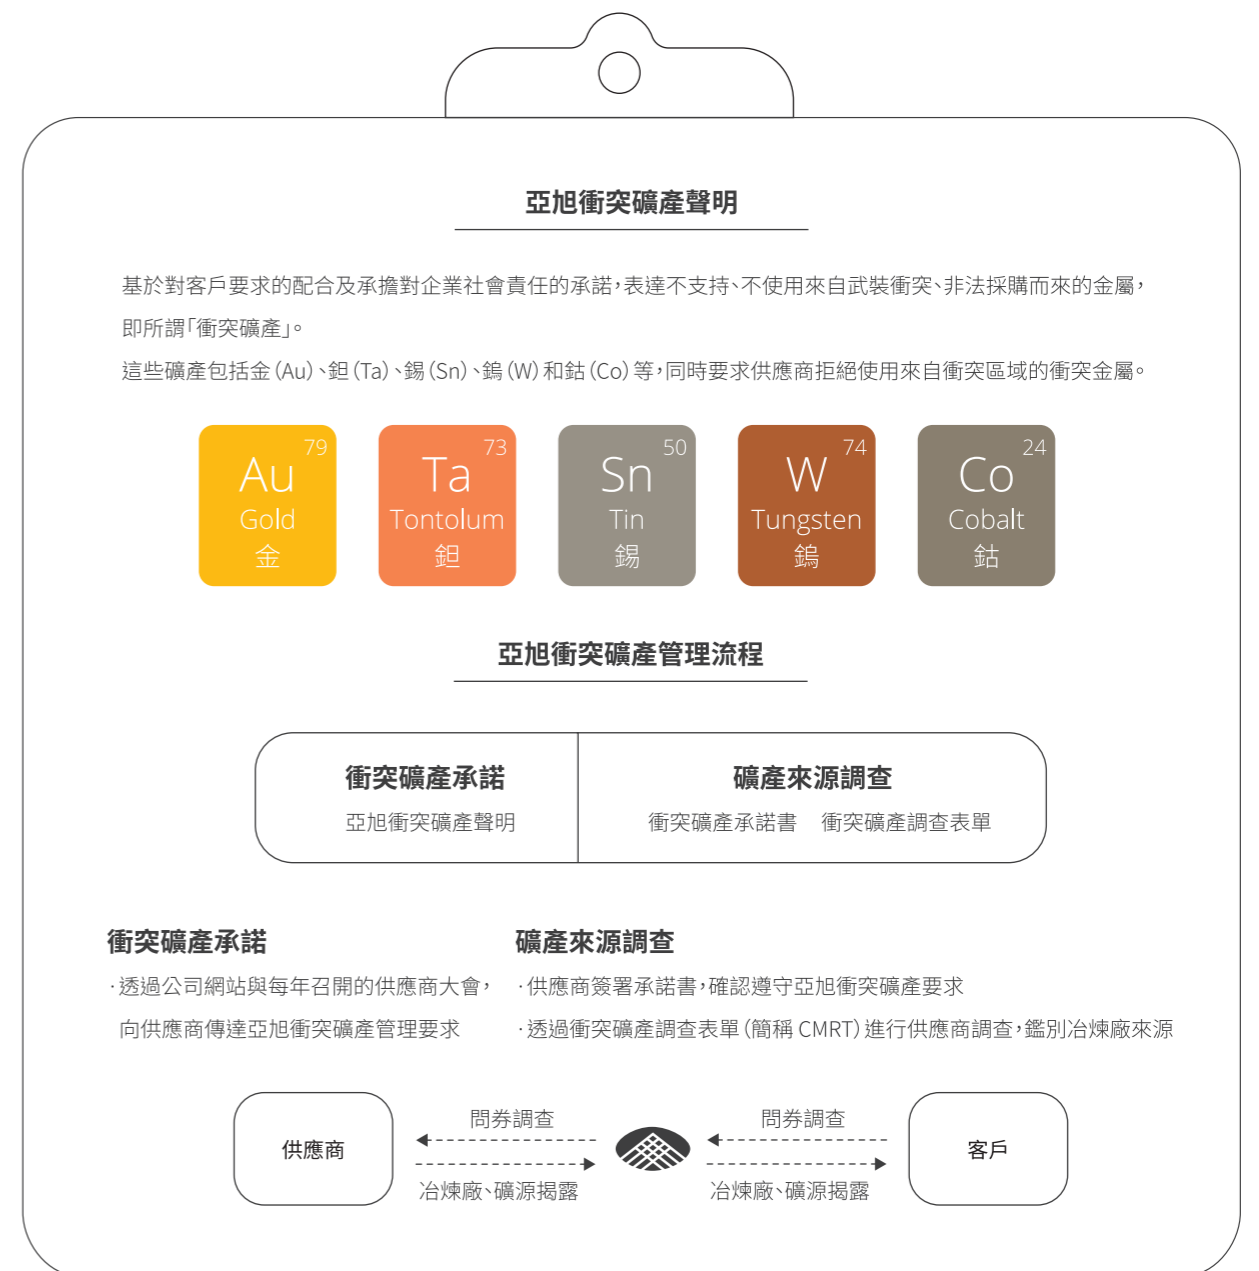 亞旭衝突礦產聲明
基於對客戶要求的配合及承擔對企業社會責任的承諾,表達不支持、不使用來自武裝衝突、非法採購而來的金屬,
即所謂「衝突礦產」。
這些礦產包括金(Au)、鉭(Ta)、錫(Sn)、鎢(W)和鈷(Co)等,同時要求供應商拒絕使用來自衝突區域的衝突金屬。
79
Au
Gold
金
73
Ta
Tontolum
鉭
50
Sn
Tin
錫
74
W
Tungsten
鎢
24
Co
Cobalt
鈷
亞旭衝突礦產管理流程
衝突礦產承諾
亞旭衝突礦產聲明
礦產來源調查
衝突礦產承諾書 衝突礦產調查表單
衝突礦產承諾
·透過公司網站與每年召開的供應商大會,
向供應商傳達亞旭衝突礦產管理要求
礦產來源調查
·供應商簽署承諾書,確認遵守亞旭衝突礦產要求
·透過衝突礦產調查表單(簡稱 CMRT)進行供應商調查,鑑別冶煉廠來源
供應商
問券調查
冶煉廠、礦源揭露
問券調查
冶煉廠、礦源揭露
客戶